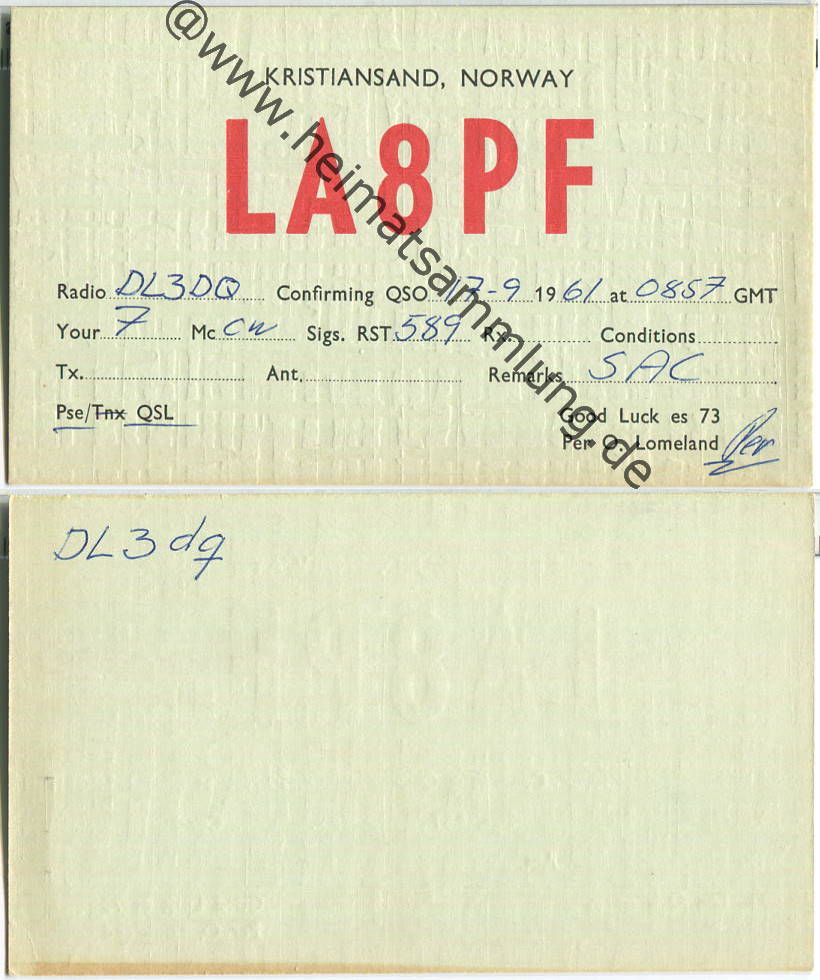 @www.heimatsammlung.de
KRISTIANSAND, NORWAY
LA8PF
Radio DL3DQ Confirming QSO 17-9 1961 at 0857 GMT
Your 7 Mc CW Sigs. RST 589 Rx. Conditions
Tx. Ant. Remarks SAC
Pse/Tnx QSL
Good Luck es 73
Per O. Lomeland Per
DL3dq